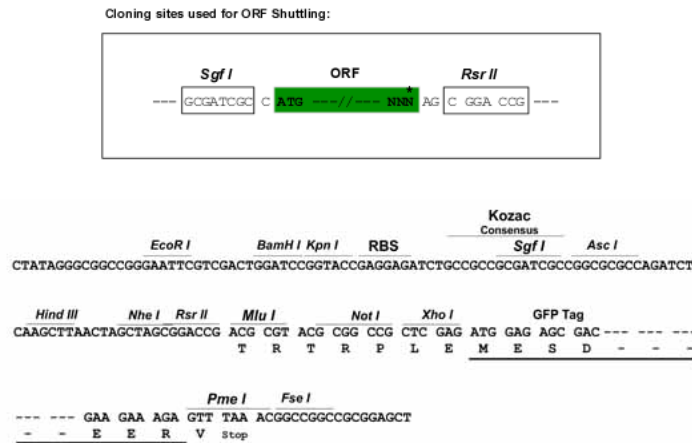 Cloning sites used for ORF Shuttling:
Sgf I ORF Rsr II
--- GCGATCGC C ATG ---//--- NNN* AG C GGA CCG ---
Kozac
Consensus
EcoR I BamH I Kpn I RBS Sgf I Asc I
CTATAGGGCGGCCGGGAATTCGTCGACTGGATCCGGTACCGAGGAGATCTGCCGCCGCGATCGCCGGCGCGCCAGATCT
Hind III Nhe I Rsr II Mlu I Not I Xho I GFP Tag
CAAGCTTAACTAGCTAGCGGACCG ACG CGT ACG CGG CCG CTC GAG ATG GAG AGC GAC--- --- ---
T R T R P L E M E S D - - -
--- --- GAA GAA AGA GTT TAA ACGGCCGGCCGCGGAGCT
Pme I Fse I
- - E E R V Stop